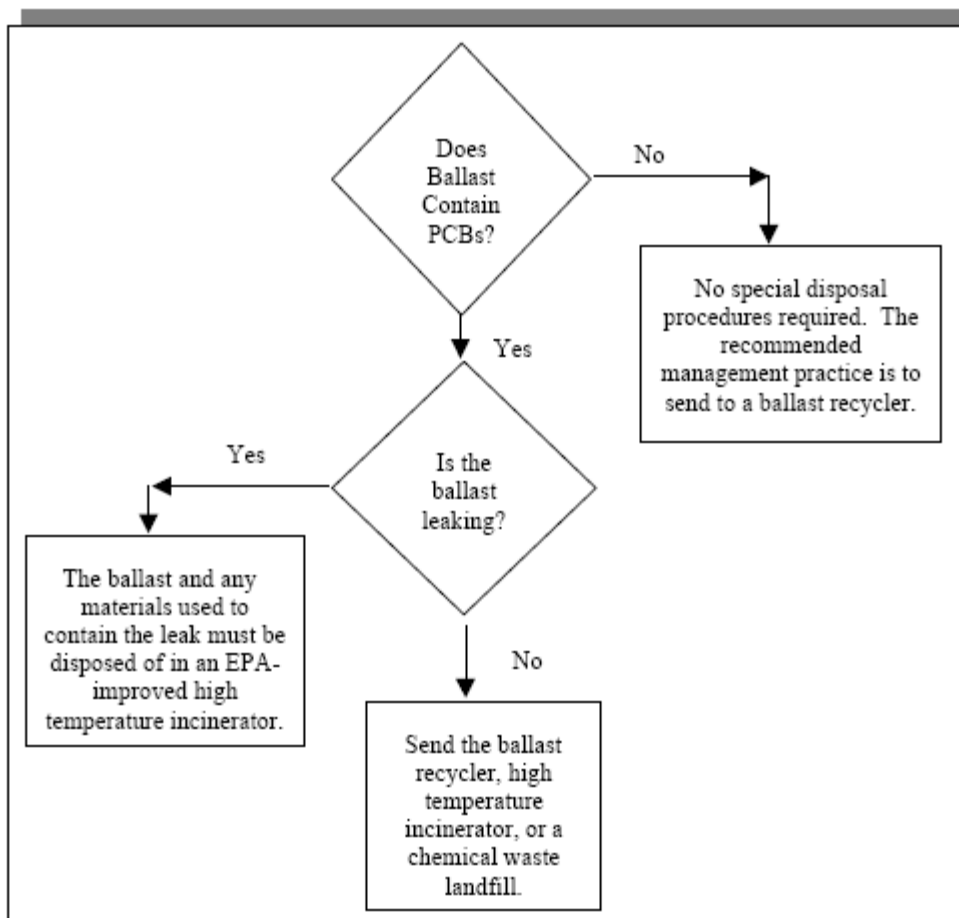 Does
Ballast
Contain
PCBs?
No
No special disposal
procedures required. The
recommended
management practice is to
send to a ballast recycler.
Yes
Is the
ballast
leaking?
Yes
The ballast and any
materials used to
contain the leak must be
disposed of in an EPA-
improved high
temperature incinerator.
No
Send the ballast
recycler, high
temperature
incinerator, or a
chemical waste
landfill.